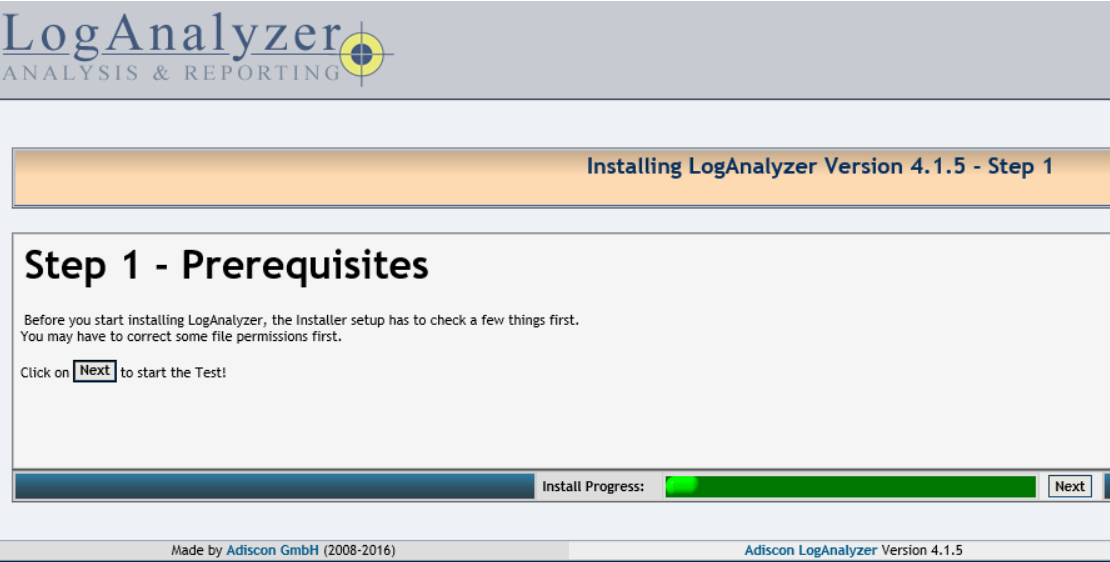 LogAnalyzer
ANALYSIS & REPORTING
Installing LogAnalyzer Version 4.1.5 - Step 1
Step 1 - Prerequisites
Before you start installing LogAnalyzer, the Installer setup has to check a few things first.
You may have to correct some file permissions first.
Click on Next to start the Test!
Install Progress: Next
Made by Adiscon GmbH (2008-2016) Adiscon LogAnalyzer Version 4.1.5